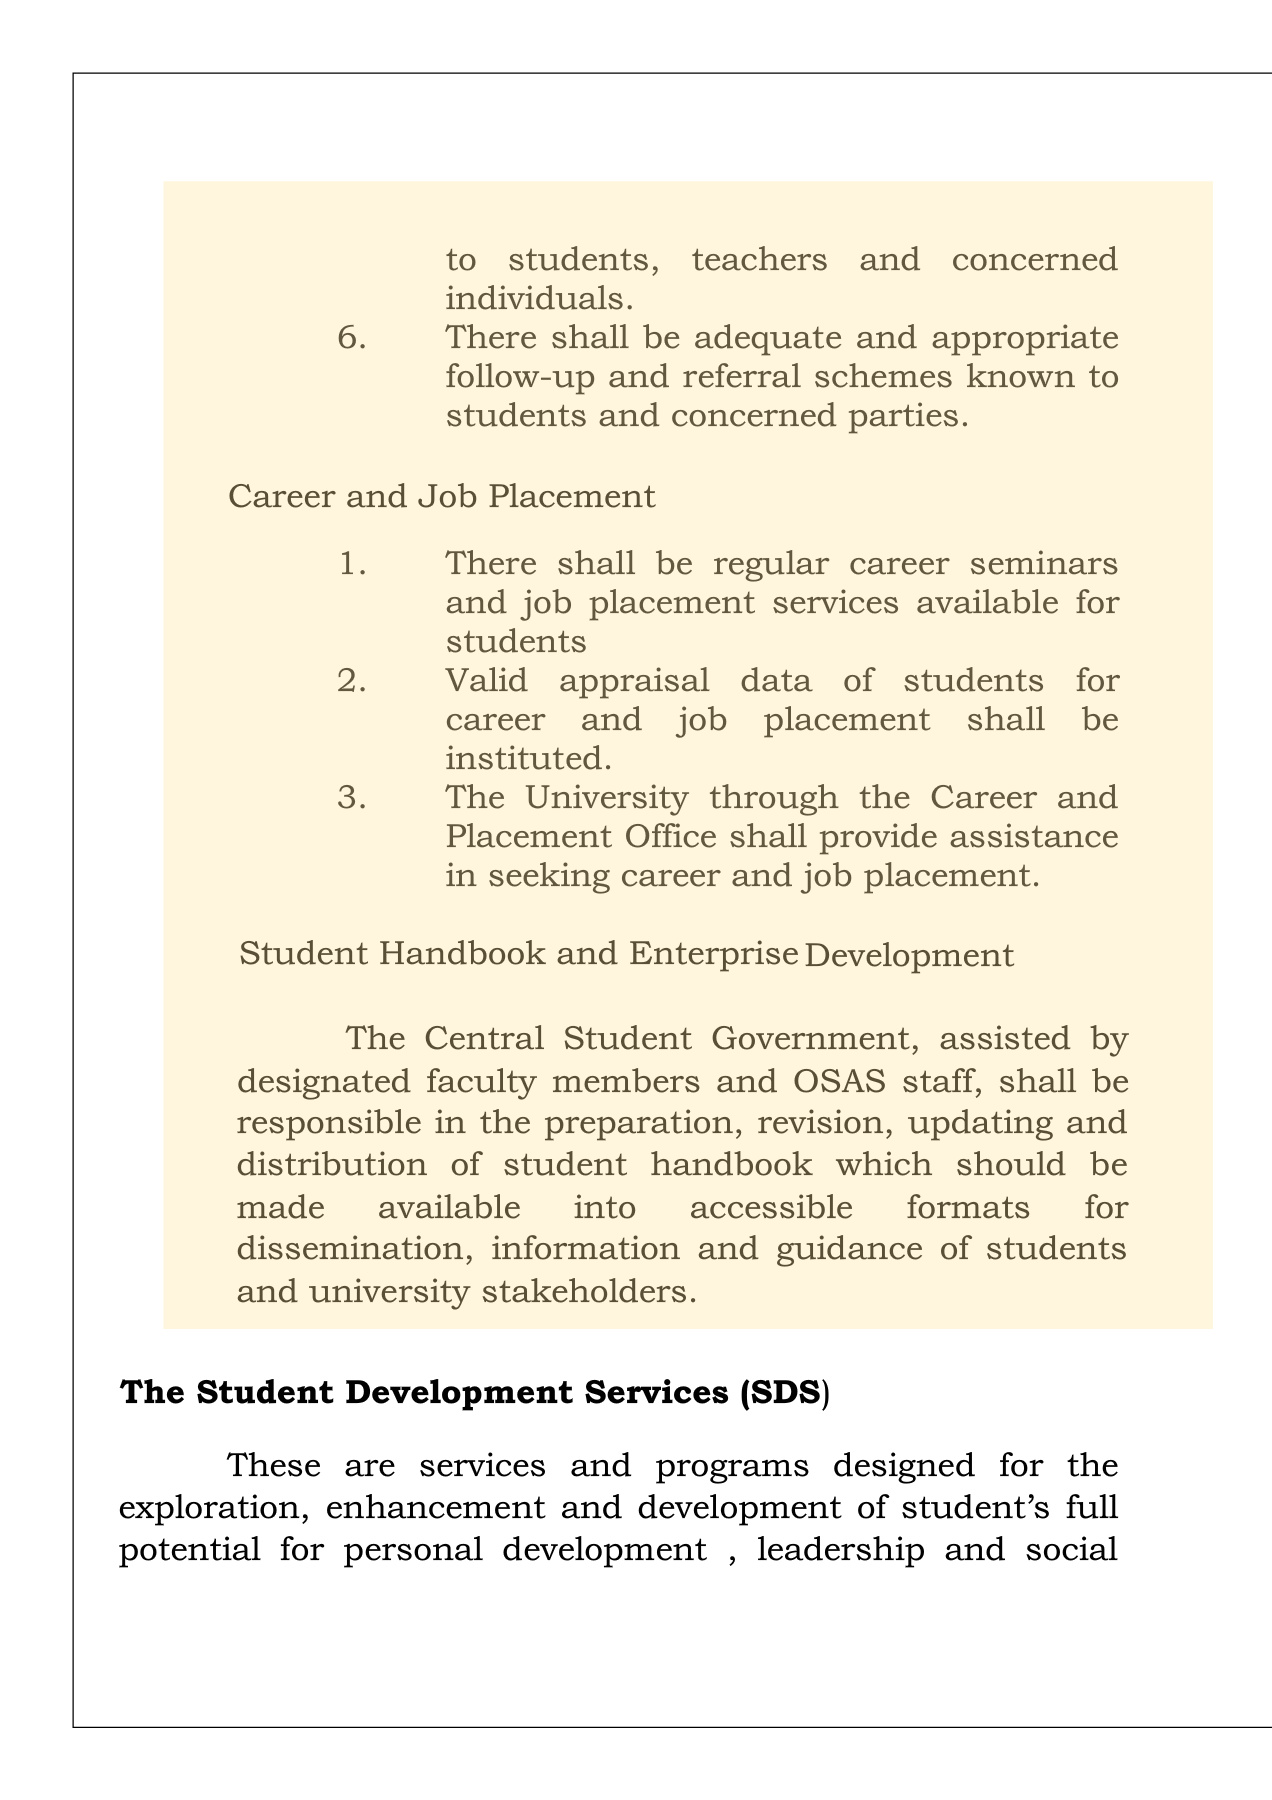 to students, teachers and concerned
individuals.
6. There shall be adequate and appropriate
follow-up and referral schemes known to
students and concerned parties.
Career and Job Placement
1. There shall be regular career seminars
and job placement services available for
students
2. Valid appraisal data of students for
career and job placement shall be
instituted.
3. The University through the Career and
Placement Office shall provide assistance
in seeking career and job placement.
Student Handbook and Enterprise Development
The Central Student Government, assisted by
designated faculty members and OSAS staff, shall be
responsible in the preparation, revision, updating and
distribution of student handbook which should be
made available into accessible formats for
dissemination, information and guidance of students
and university stakeholders.
The Student Development Services (SDS)
These are services and programs designed for the
exploration, enhancement and development of student’s full
potential for personal development , leadership and social